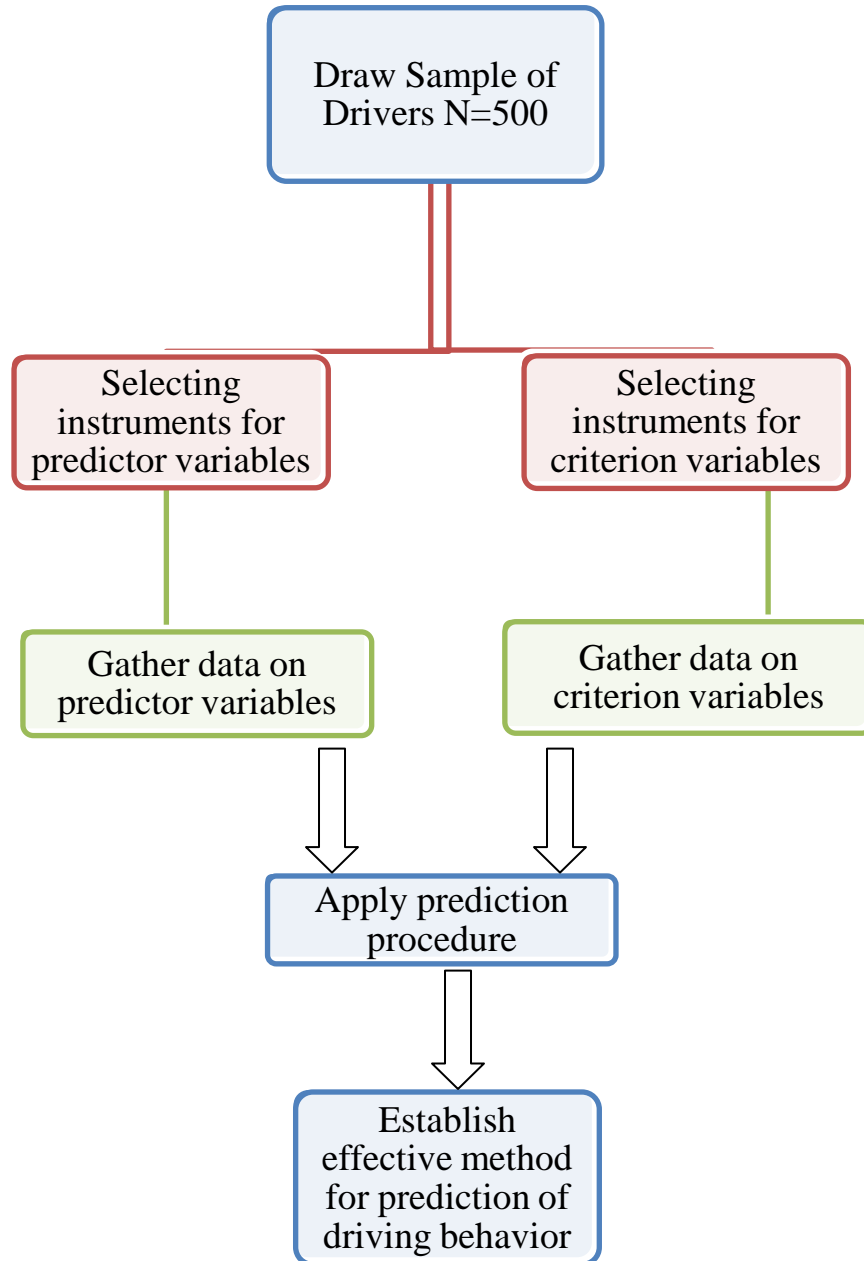 Draw Sample of
Drivers N=500
Selecting
instruments for
predictor variables
Selecting
instruments for
criterion variables
Gather data on
predictor variables
Gather data on
criterion variables
Apply prediction
procedure
Establish
effective method
for prediction of
driving behavior